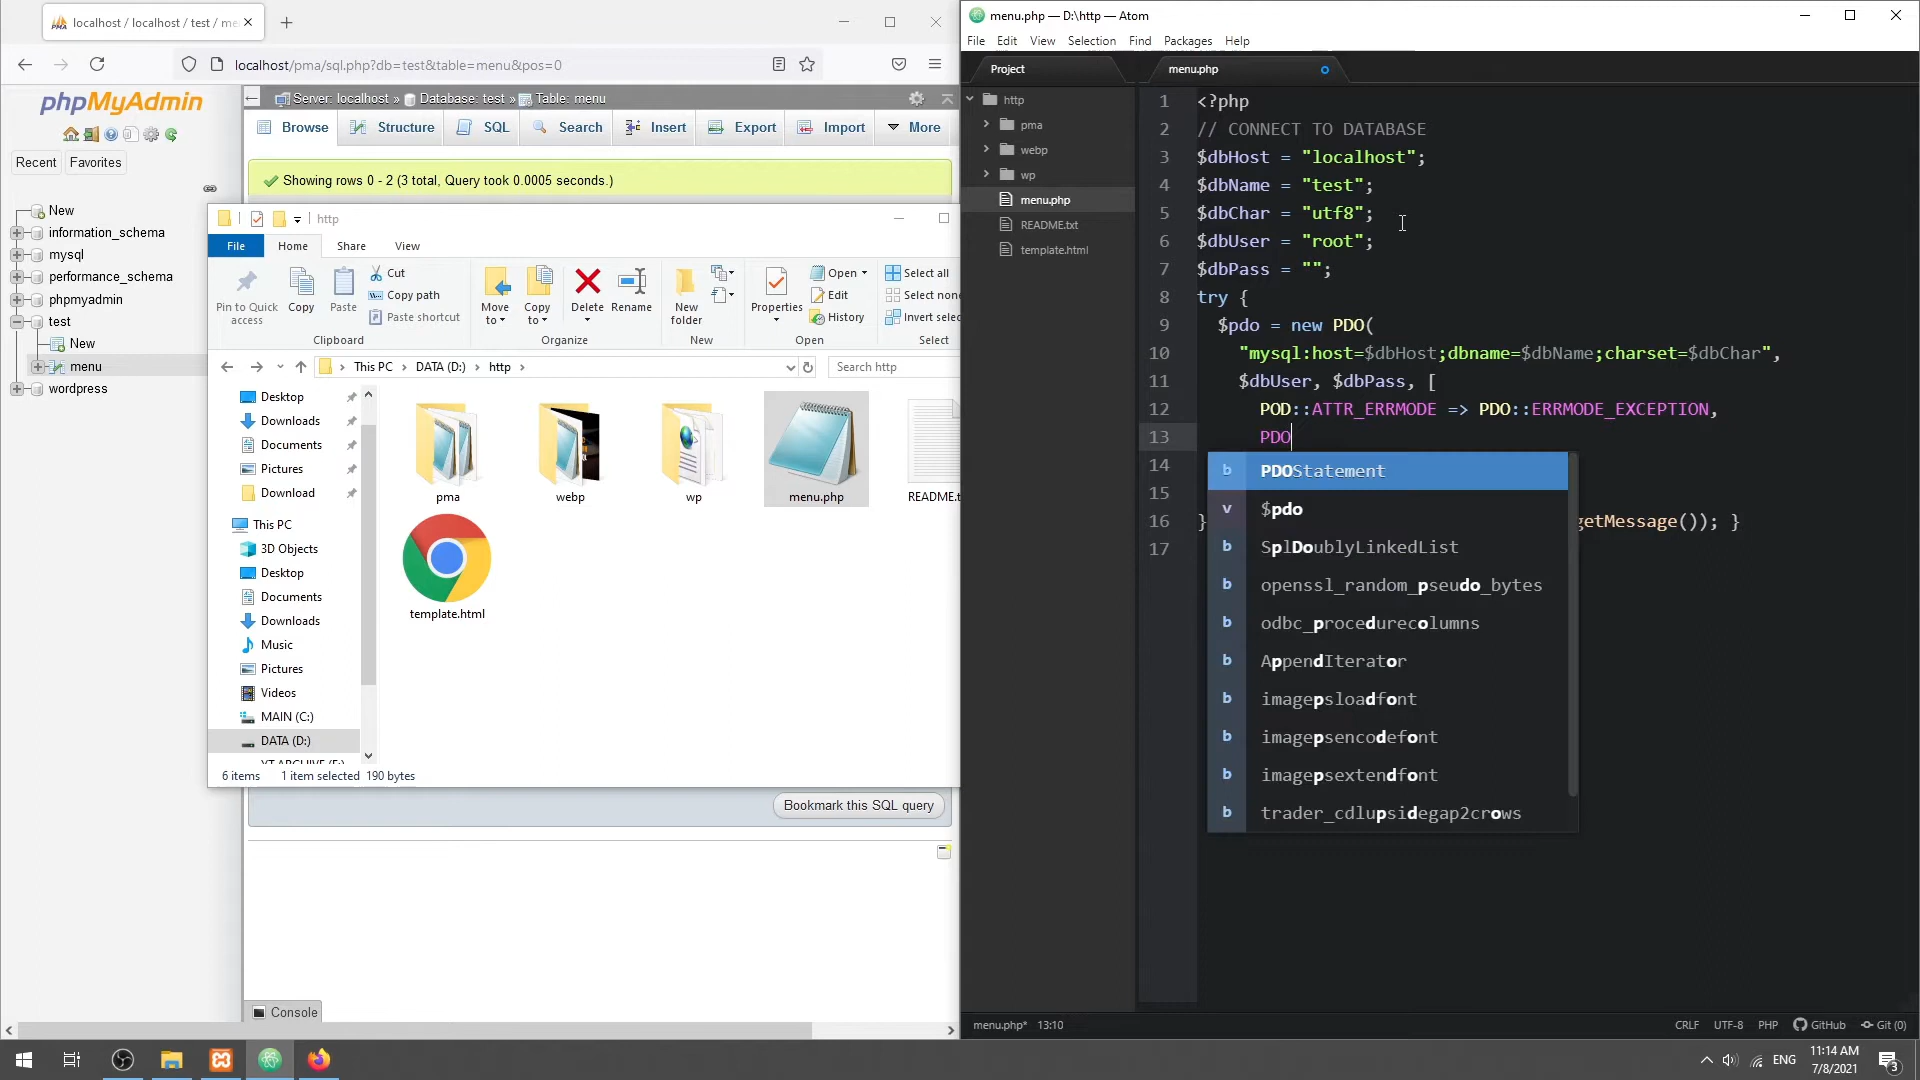 localhost / localhost / test / me
localhost/pma/sql.php?db=test&table=menu&pos=0
phpMyAdmin
Recent
Favorites
New
information_schema
mysql
performance_schema
phpmyadmin
test
New
menu
wordpress
Server: localhost » Database: test » Table: menu
Browse
Structure
SQL
Search
Insert
Export
Import
More
Showing rows 0 - 2 (3 total, Query took 0.0005 seconds.)
http
File
Home
Share
View
Pin to Quick
access
Copy
Paste
Cut
Copy path
Paste shortcut
Clipboard
Move
to
Copy
to
Delete
Rename
Organize
New
folder
New
Properties
Open
Edit
History
Open
Select all
Select none
Invert selec
Select
This PC
DATA (D:)
http
Search http
Desktop
Downloads
Documents
Pictures
Download
This PC
3D Objects
Desktop
Documents
Downloads
Music
Pictures
Videos
MAIN (C:)
DATA (D:)
pma
webp
wp
menu.php
README.t
template.html
6 items
1 item selected 190 bytes
Bookmark this SQL query
Console
menu.php — D:\http — Atom
File Edit View Selection Find Packages Help
Project
http
pma
webp
wp
menu.php
README.txt
template.html
menu.php
1 <?php
2 // CONNECT TO DATABASE
3 $dbHost = "localhost";
4 $dbName = "test";
5 $dbChar = "utf8";
6 $dbUser = "root";
7 $dbPass = "";
8 try {
9 $pdo = new PDO(
10 "mysql:host=$dbHost;dbname=$dbName;charset=$dbChar",
11 $dbUser, $dbPass, [
12 POD::ATTR_ERRMODE => PDO::ERRMODE_EXCEPTION,
13 PDO
14
15
16 } getMessage()); }
17
b PDOStatement
v $pdo
b SplDoublyLinkedList
b openssl_random_pseudo_bytes
b odbc_procedurecolumns
b AppendIterator
b imagepsloadfont
b imagepsencodefont
b imagepsextendfont
b trader_cdlupsidegap2crows
menu.php* 13:10
CRLF UTF-8 PHP GitHub Git (0)
ENG
11:14 AM
7/8/2021
3